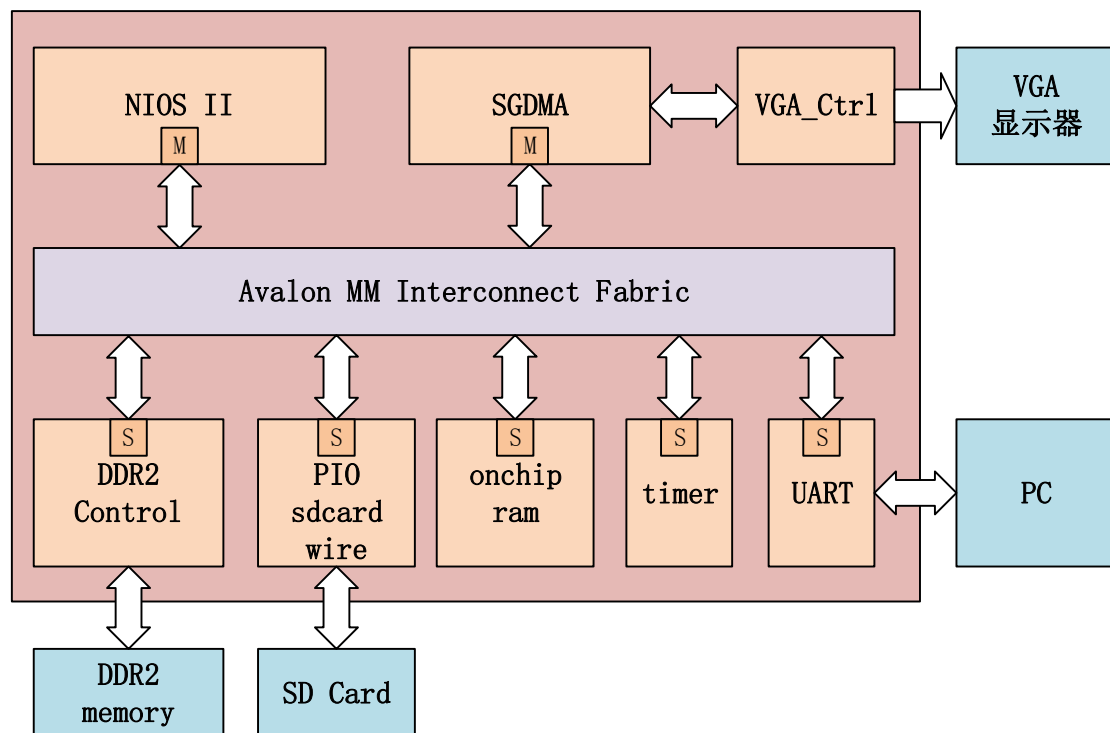 NIOS II
M
SGDMA
M
VGA_Ctrl
VGA
显示器
Avalon MM Interconnect Fabric
S
DDR2
Control
S
PIO
sdcard
wire
S
onchip
ram
S
timer
S
UART
PC
DDR2
memory
SD Card